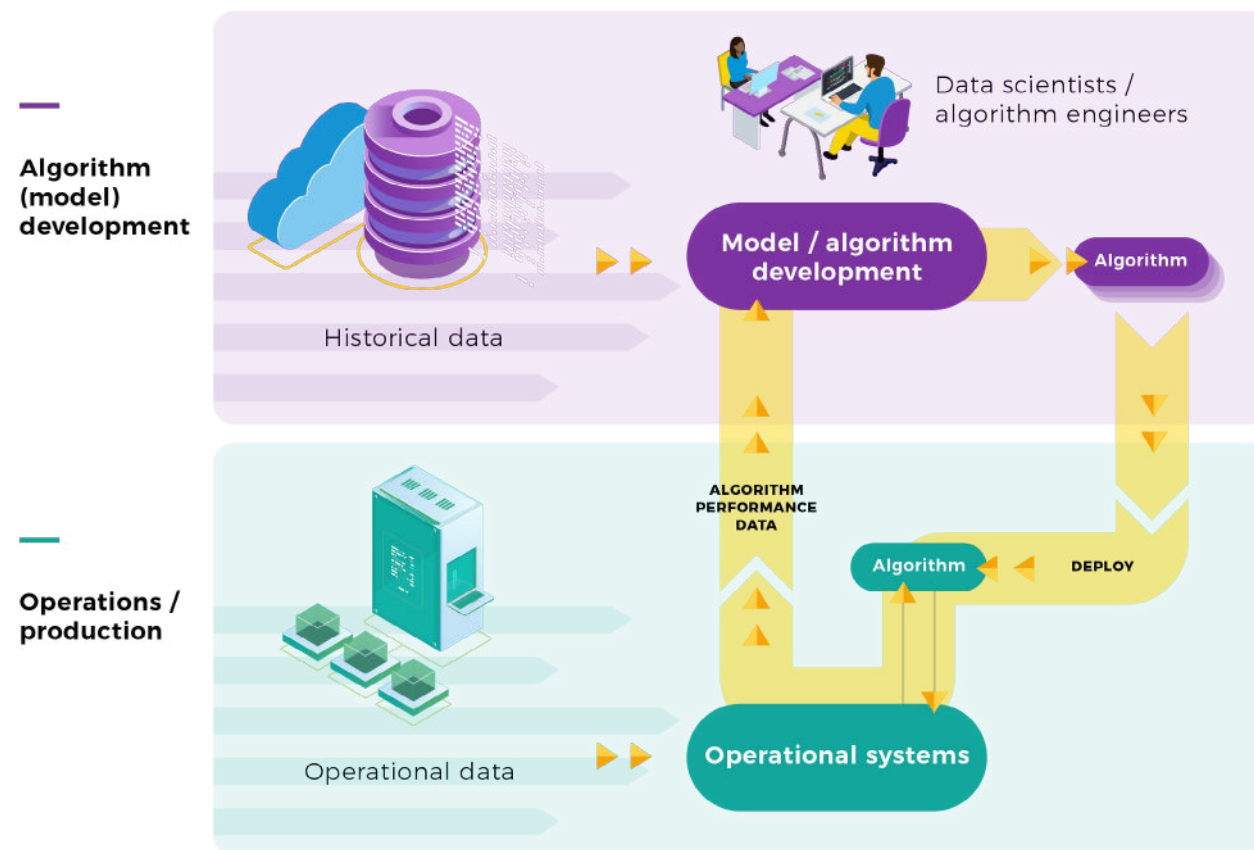 Algorithm
(model)
development
Data scientists /
algorithm engineers
Model / algorithm
development
Algorithm
Historical data
Operations /
production
ALGORITHM
PERFORMANCE
DATA
Algorithm
DEPLOY
Operational systems
Operational data